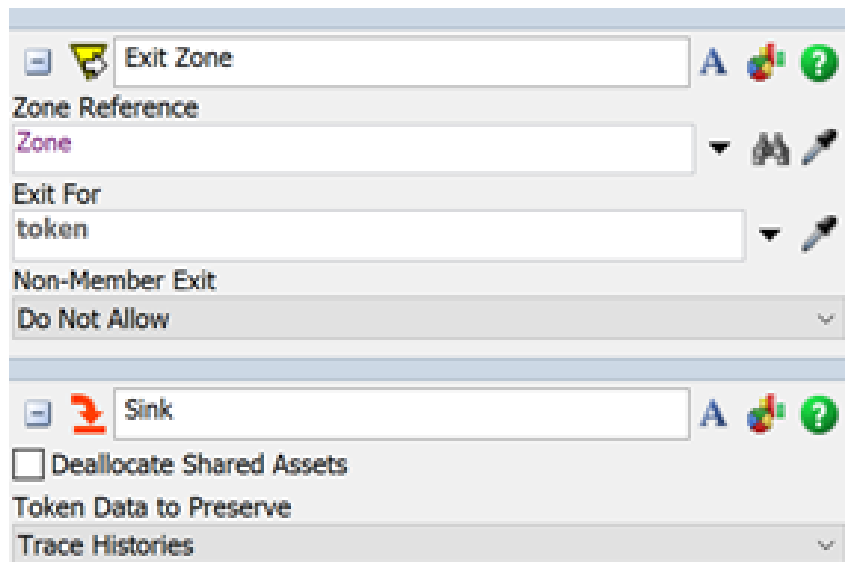 Exit Zone
A
?
Zone Reference
Zone
Exit For
token
Non-Member Exit
Do Not Allow
Sink
A
?
Deallocate Shared Assets
Token Data to Preserve
Trace Histories